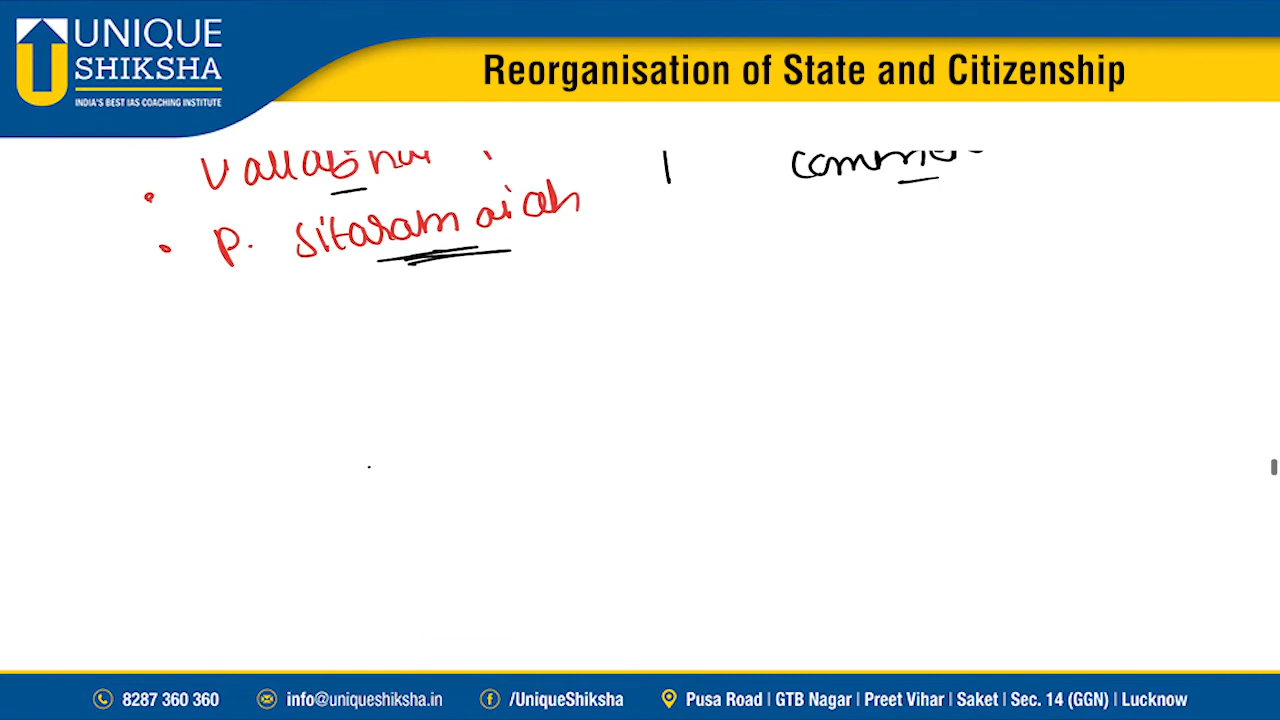 UNIQUE
SHIKSHA
INDIA'S BEST IAS COACHING INSTITUTE
Reorganisation of State and Citizenship
• Vallabhai
• P. Sitaramaiah
8287 360 360
info@uniqueshiksha.in
/UniqueShiksha
Pusa Road | GTB Nagar | Preet Vihar | Saket | Sec. 14 (GGN) | Lucknow